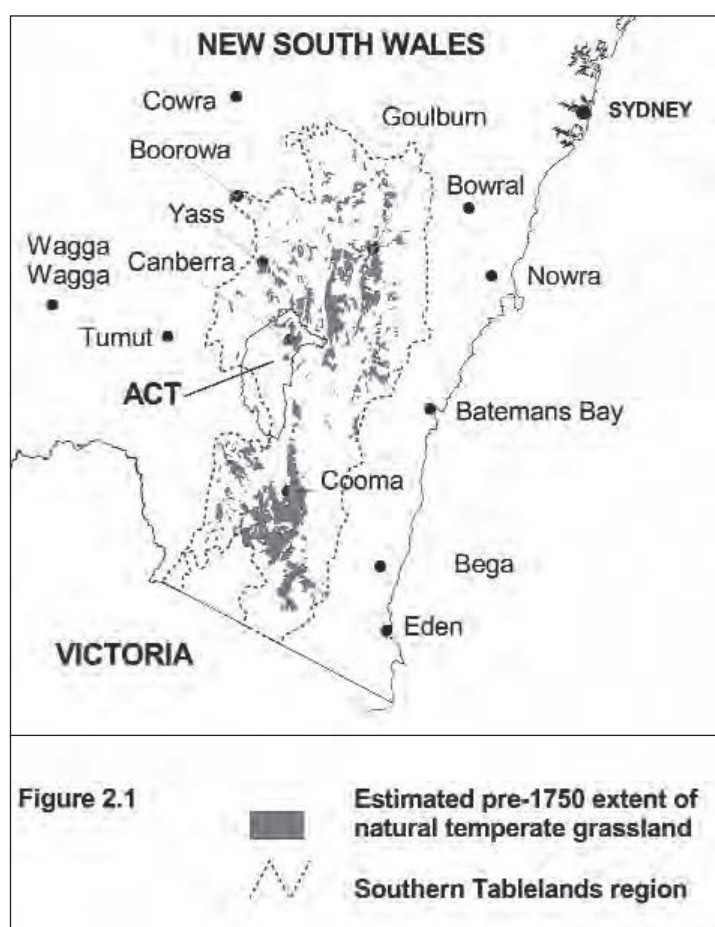 NEW SOUTH WALES
Cowra
SYDNEY
Goulburn
Boorowa
Bowral
Yass
Wagga
Wagga
Canberra
Nowra
Tumut
ACT
Batemans Bay
Cooma
Bega
Eden
VICTORIA
Figure 2.1
Estimated pre-1750 extent of
natural temperate grassland
Southern Tablelands region